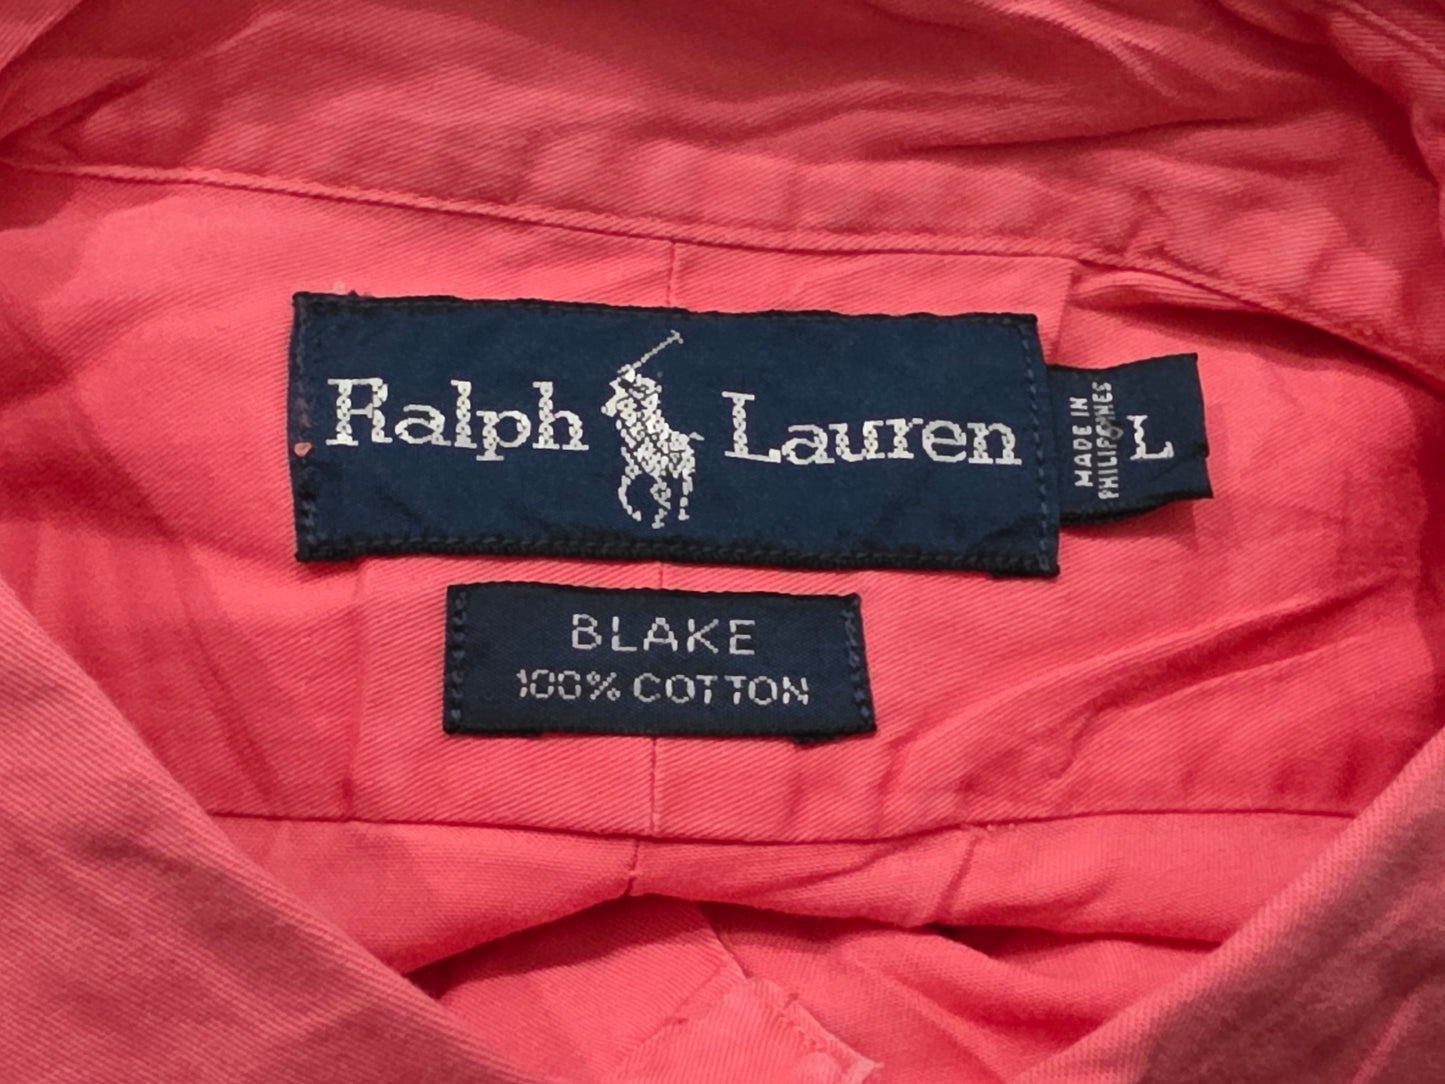 Ralph Lauren
MADE IN
PHILIPPINES
L
BLAKE
100% COTTON